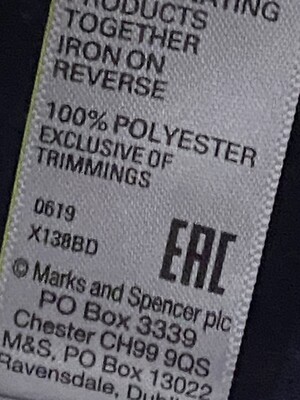 PRODUCTS
TOGETHER
IRON ON
REVERSE
100% POLYESTER
EXCLUSIVE OF
TRIMMINGS
0619
X138BD
EAC
© Marks and Spencer plc
PO Box 3339
Chester CH99 9QS
M&S, PO Box 13022
Ravensdale,